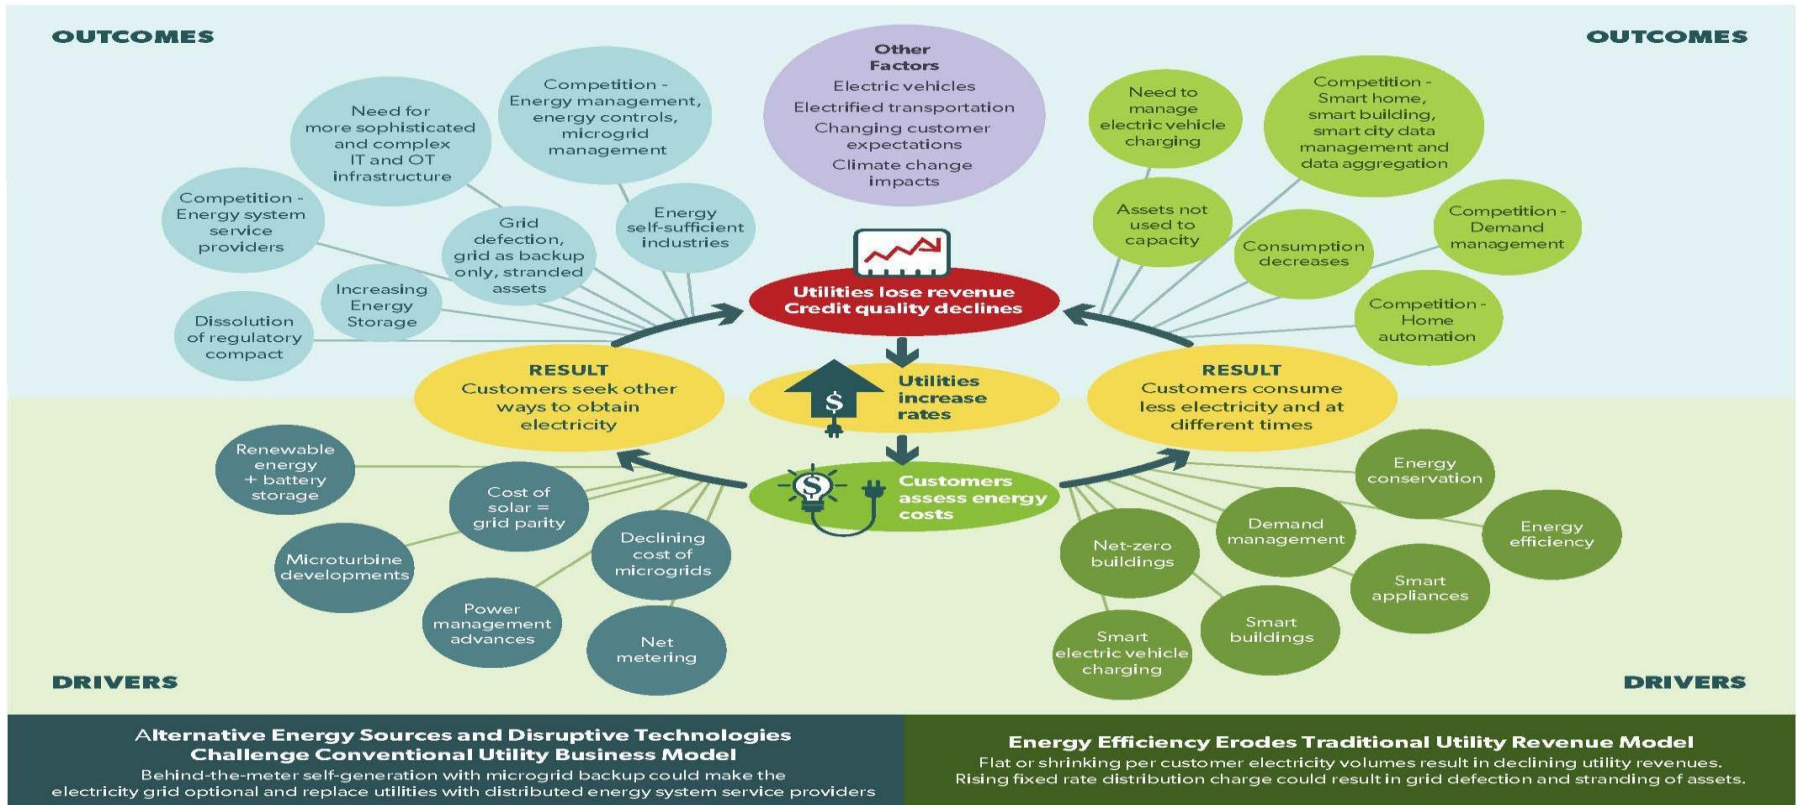 OUTCOMES
OUTCOMES
Competition -
Energy management,
energy controls,
microgrid
management
Need for
more sophisticated
and complex
IT and OT
infrastructure
Competition -
Energy system
service
providers
Grid
defection,
grid as backup
only, stranded
assets
Energy
self-sufficient
industries
Increasing
Energy
Storage
Dissolution
of regulatory
compact
Other
Factors
Electric vehicles
Electrified transportation
Changing customer
expectations
Climate change
impacts
Need to
manage
electric vehicle
charging
Competition -
Smart home,
smart building,
smart city data
management and
data aggregation
Assets not
used to
capacity
Consumption
decreases
Competition -
Demand
management
Competition -
Home
automation
Utilities lose revenue
Credit quality declines
RESULT
Customers seek other
ways to obtain
electricity
$
Utilities
increase
rates
RESULT
Customers consume
less electricity and at
different times
$
Customers
assess energy
costs
Renewable
energy
+ battery
storage
Cost of
solar =
grid parity
Microturbine
developments
Declining
cost of
microgrids
Power
management
advances
Net
metering
Energy
conservation
Demand
management
Energy
efficiency
Net-zero
buildings
Smart
appliances
Smart
buildings
Smart
electric vehicle
charging
DRIVERS
DRIVERS
Alternative Energy Sources and Disruptive Technologies
Challenge Conventional Utility Business Model
Behind-the-meter self-generation with microgrid backup could make the
electricity grid optional and replace utilities with distributed energy system service providers
Energy Efficiency Erodes Traditional Utility Revenue Model
Flat or shrinking per customer electricity volumes result in declining utility revenues.
Rising fixed rate distribution charge could result in grid defection and stranding of assets.